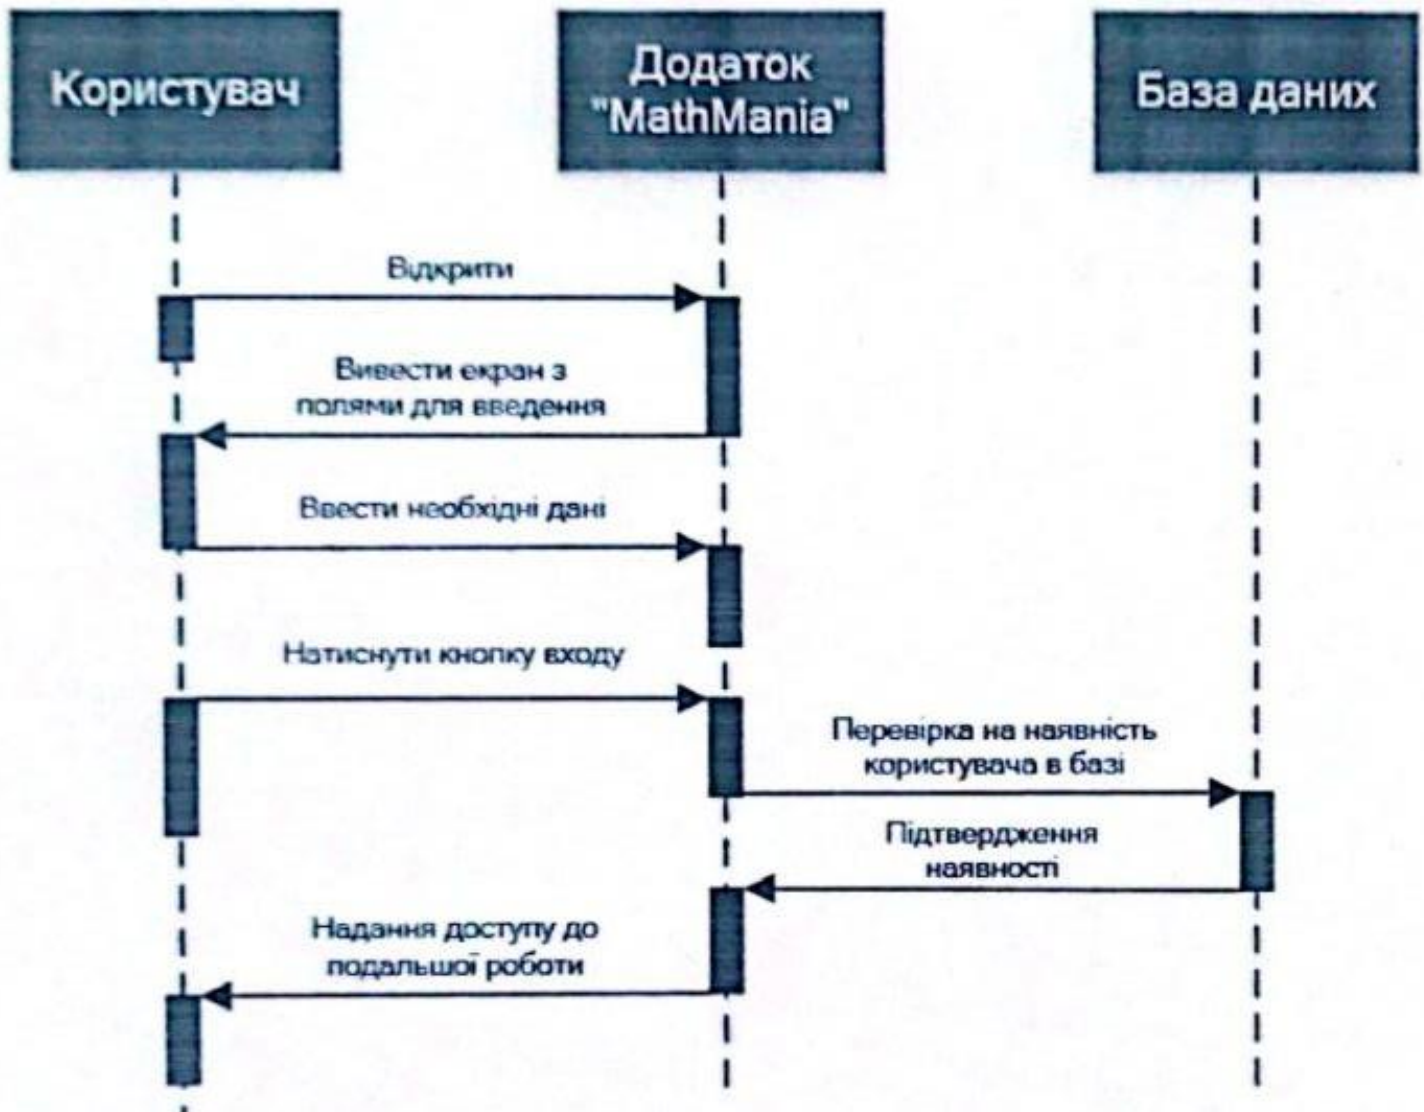 Користувач
Додаток
"MathMania"
База даних
Відкрити
Вивести екран з
полями для введення
Ввести необхідні дані
Натиснути кнопку входу
Перевірка на наявність
користувача в базі
Підтвердження
наявності
Надання доступу до
подальшої роботи